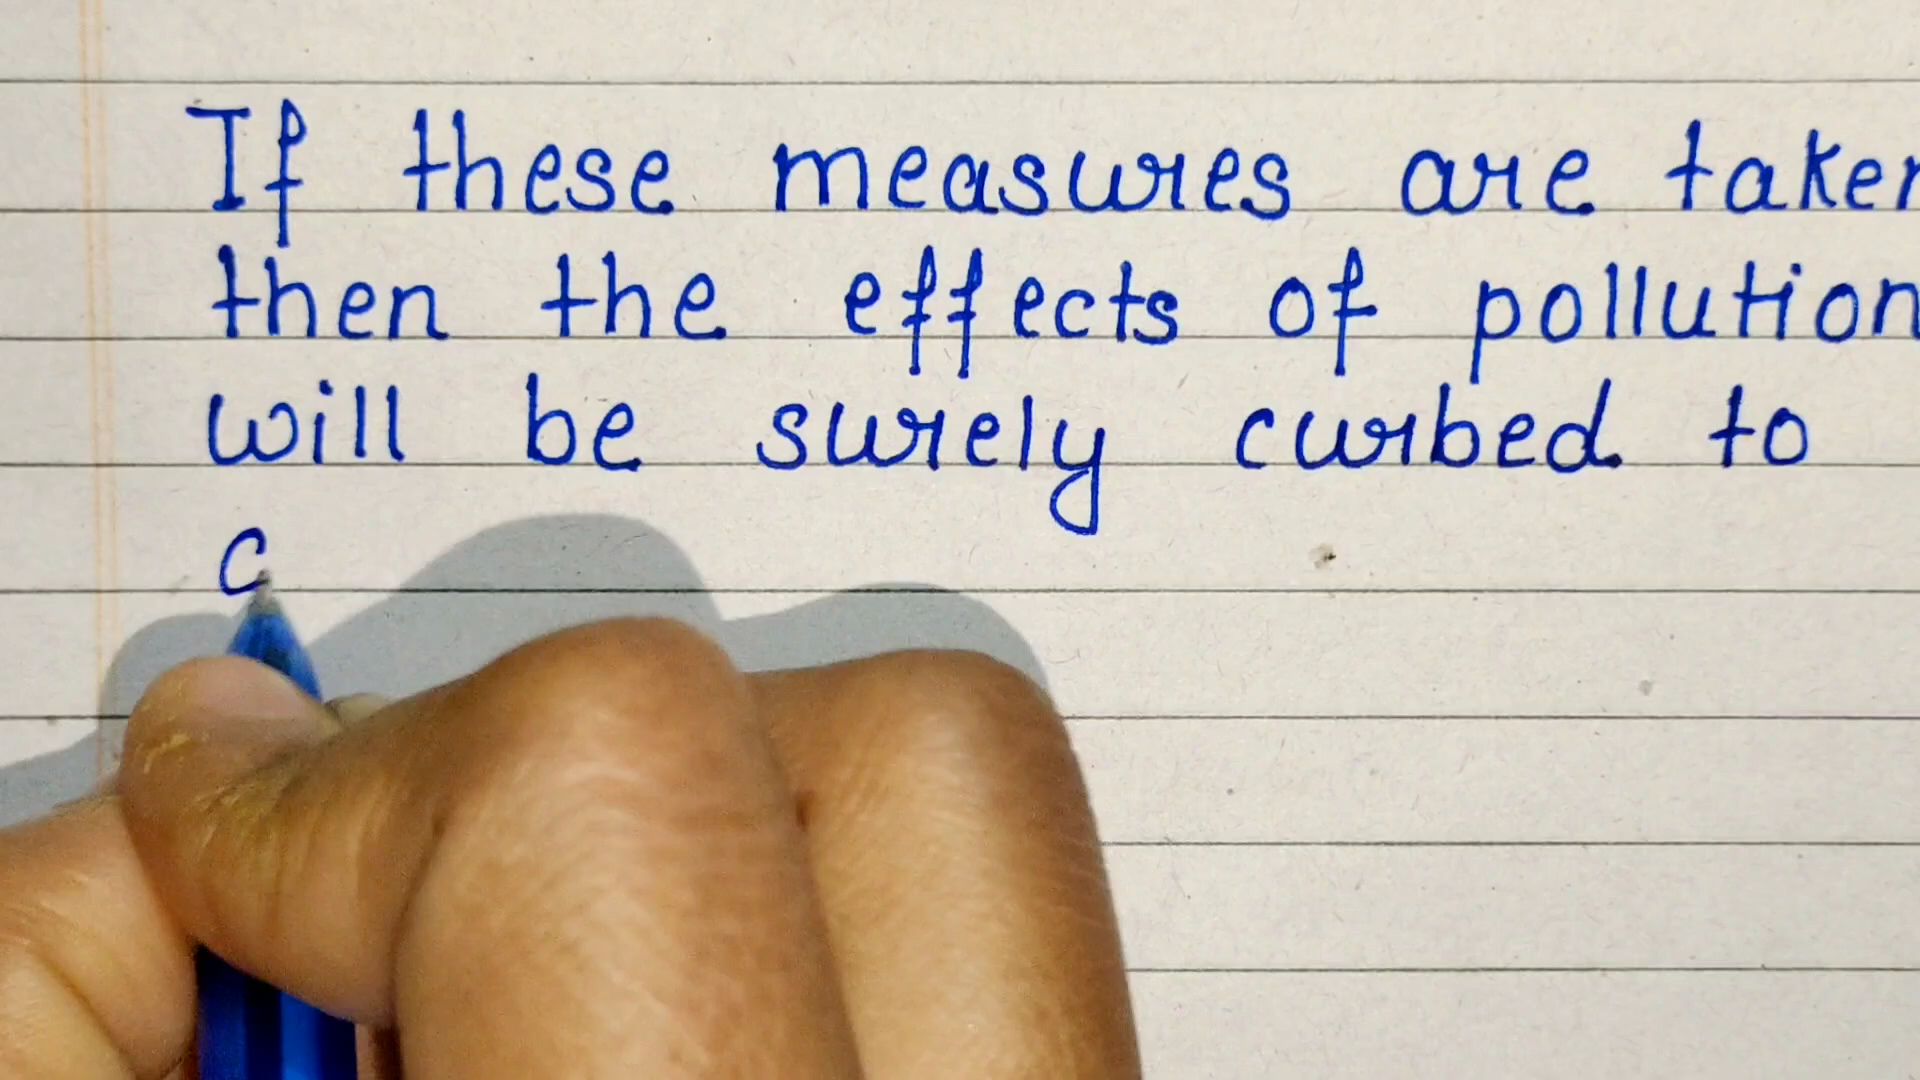 If these measures are taken
then the effects of pollution
will be surely curbed to